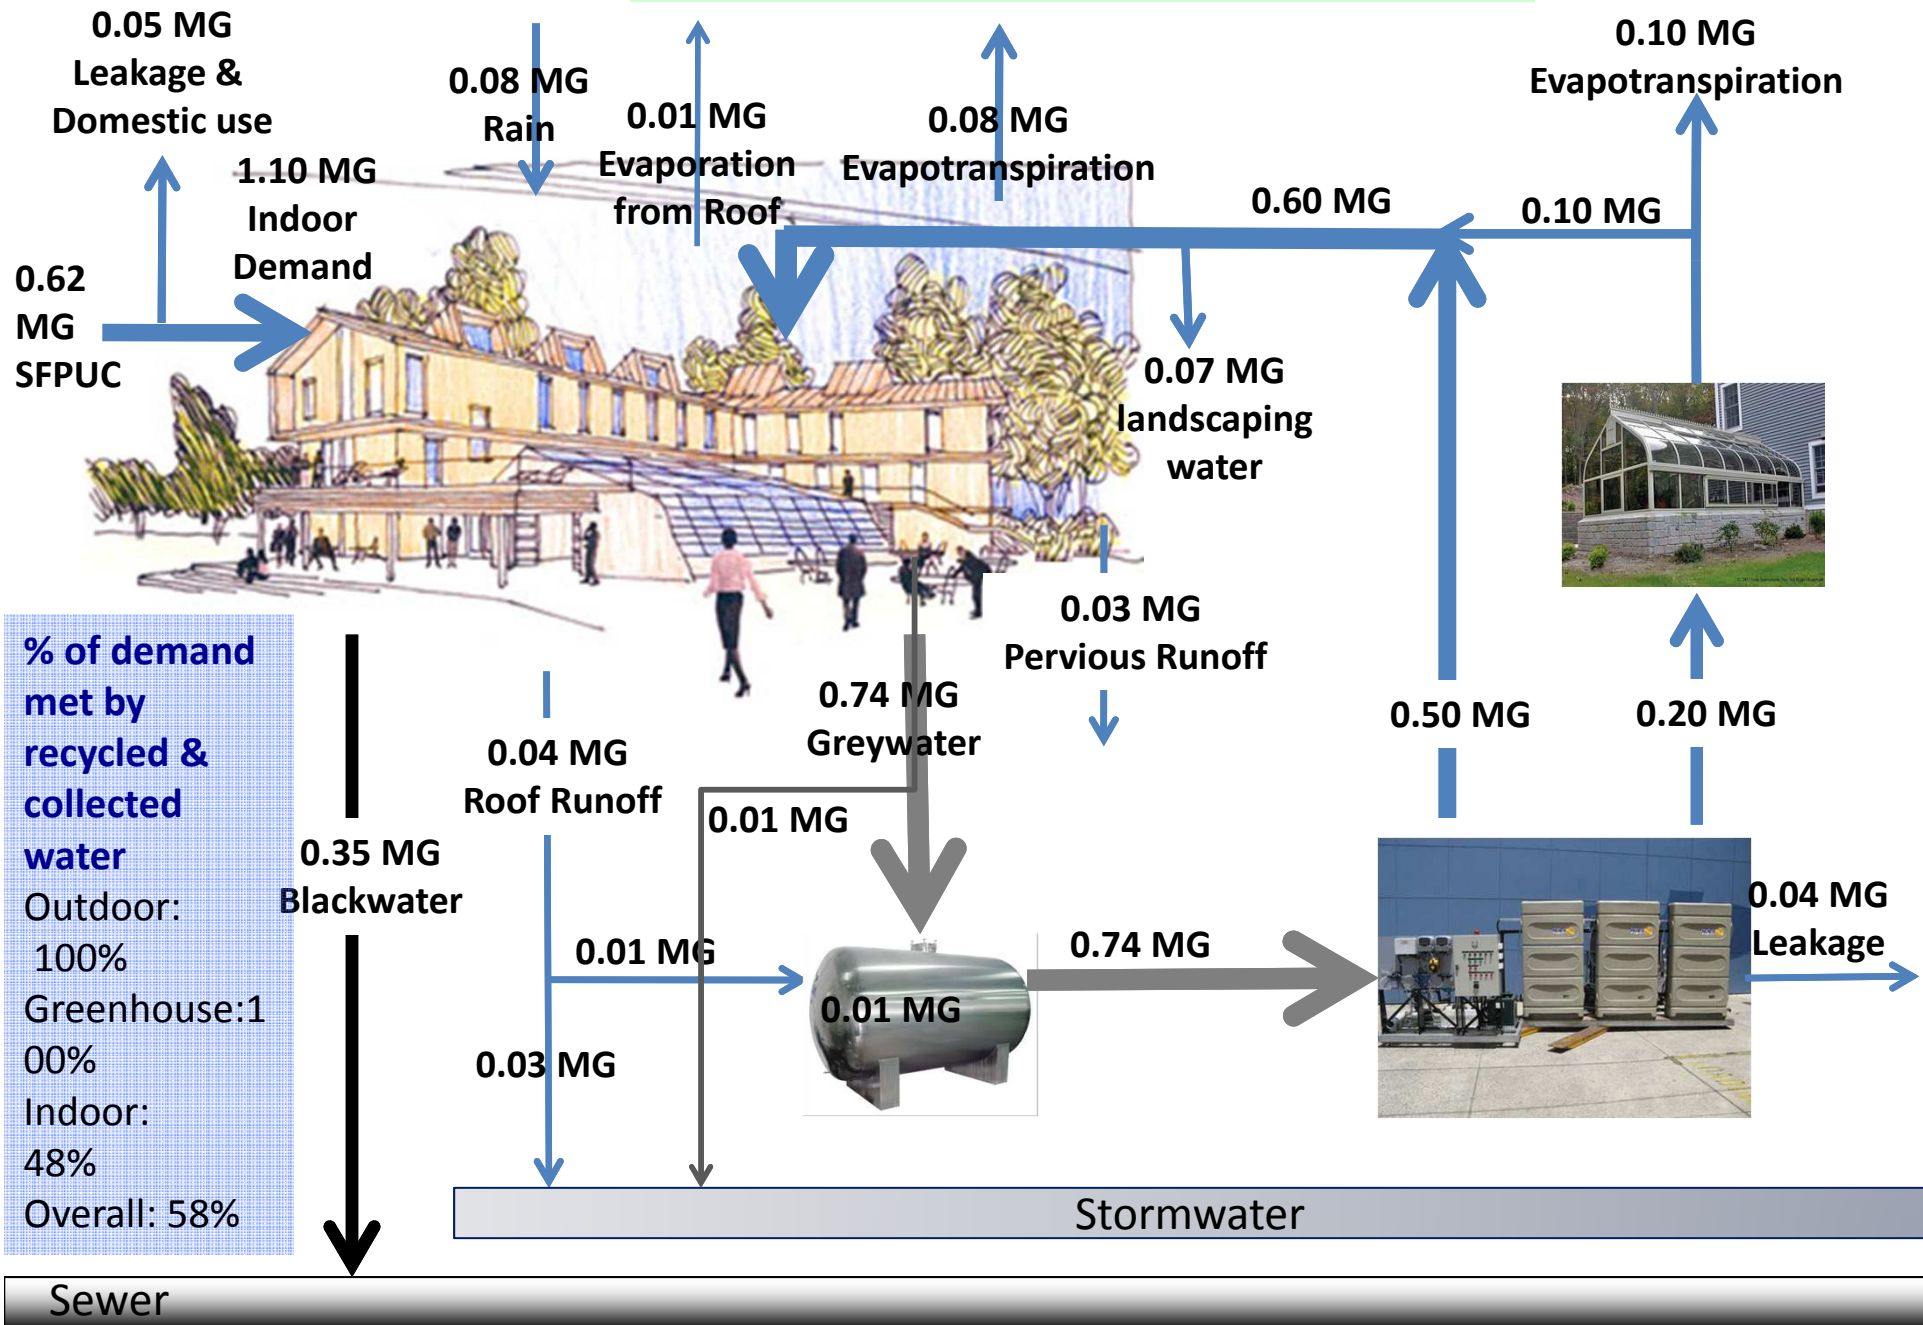 0.05 MG
Leakage &
Domestic use
0.08 MG
Rain
0.01 MG
Evaporation
from Roof
0.08 MG
Evapotranspiration
0.10 MG
Evapotranspiration
1.10 MG
Indoor
Demand
0.60 MG
0.10 MG
0.62
MG
SFPUC
0.07 MG
landscaping
water
0.03 MG
Pervious Runoff
% of demand
met by
recycled &
collected
water
Outdoor:
100%
Greenhouse:1
00%
Indoor:
48%
Overall: 58%
0.74 MG
Greywater
0.50 MG
0.20 MG
0.04 MG
Roof Runoff
0.01 MG
0.35 MG
Blackwater
0.04 MG
Leakage
0.01 MG
0.74 MG
0.01 MG
0.03 MG
Stormwater
Sewer